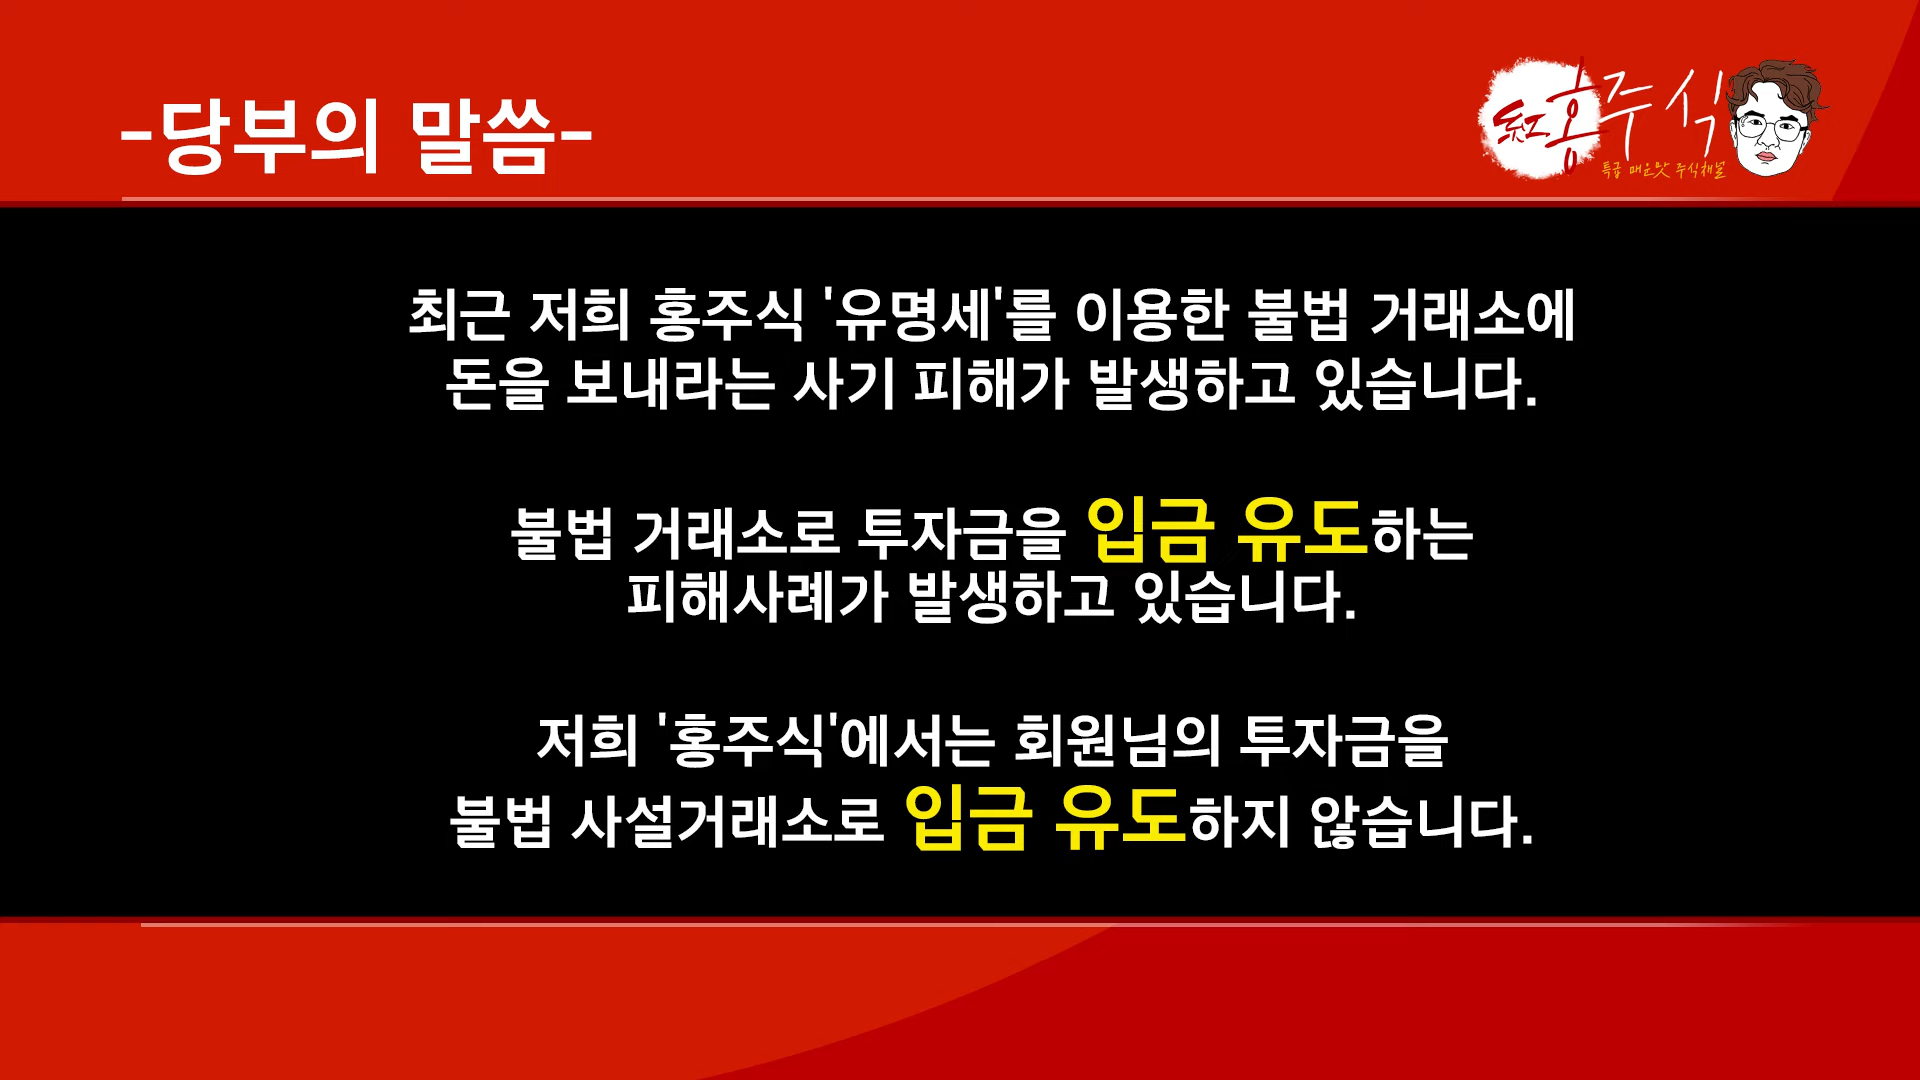 -당부의 말씀-
紅홍주식
특급 매운맛 주식채널
최근 저희 홍주식 '유명세'를 이용한 불법 거래소에
돈을 보내라는 사기 피해가 발생하고 있습니다.
불법 거래소로 투자금을 입금 유도하는
피해사례가 발생하고 있습니다.
저희 '홍주식'에서는 회원님의 투자금을
불법 사설거래소로 입금 유도하지 않습니다.